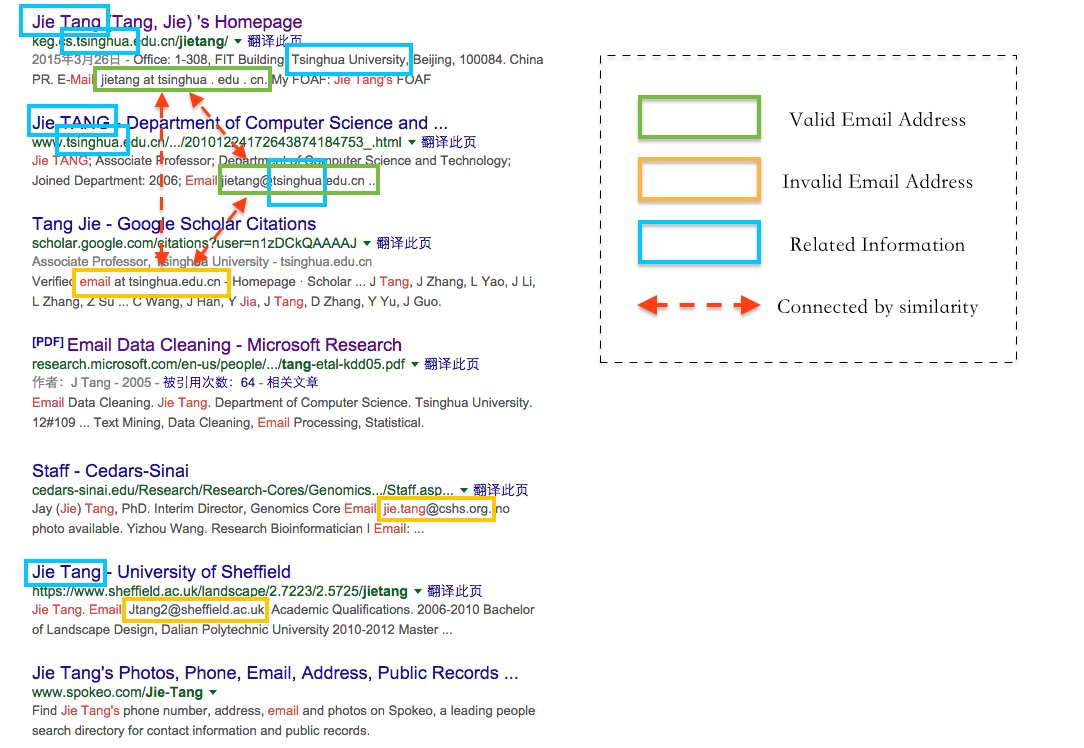 Jie Tang (Tang, Jie) 's Homepage
keg.cs.tsinghua.edu.cn/jietang/ 翻译此页
2015年3月26日 - Office: 1-308, FIT Building, Tsinghua University, Beijing, 100084. China
PR. E-Mail: jietang at tsinghua . edu . cn. My FOAF: Jie Tang's FOAF
Jie TANG - Department of Computer Science and ...
www.tsinghua.edu.cn/.../20101224172643874184753_.html 翻译此页
Jie TANG; Associate Professor; Department of Computer Science and Technology;
Joined Department: 2006; Email: jietang@tsinghua.edu.cn ...
Tang Jie - Google Scholar Citations
scholar.google.com/citations?user=n1zDCkQAAAAJ 翻译此页
Associate Professor, Tsinghua University - tsinghua.edu.cn
Verified email at tsinghua.edu.cn - Homepage · Scholar ... J Tang, J Zhang, L Yao, J Li,
L Zhang, Z Su ... C Wang, J Han, Y Jia, J Tang, D Zhang, Y Yu, J Guo.
[PDF] Email Data Cleaning - Microsoft Research
research.microsoft.com/en-us/people/.../tang-etal-kdd05.pdf 翻译此页
作者：J Tang - 2005 - 被引用次数：64 - 相关文章
Email Data Cleaning. Jie Tang. Department of Computer Science. Tsinghua University.
12#109 ... Text Mining, Data Cleaning, Email Processing, Statistical.
Staff - Cedars-Sinai
cedars-sinai.edu/Research/Research-Cores/Genomics.../Staff.asp... 翻译此页
Jay (Jie) Tang, PhD. Interim Director, Genomics Core Email: jie.tang@cshs.org. no
photo available. Yizhou Wang. Research Bioinformatician I Email: ...
Jie Tang - University of Sheffield
https://www.sheffield.ac.uk/landscape/2.7223/2.5725/jietang 翻译此页
Jie Tang. Email: Jtang2@sheffield.ac.uk Academic Qualifications. 2006-2010 Bachelor
of Landscape Design, Dalian Polytechnic University 2010-2012 Master ...
Jie Tang's Photos, Phone, Email, Address, Public Records ...
www.spokeo.com/Jie-Tang
Find Jie Tang's phone number, address, email and photos on Spokeo, a leading people
search directory for contact information and public records.
Valid Email Address
Invalid Email Address
Related Information
Connected by similarity